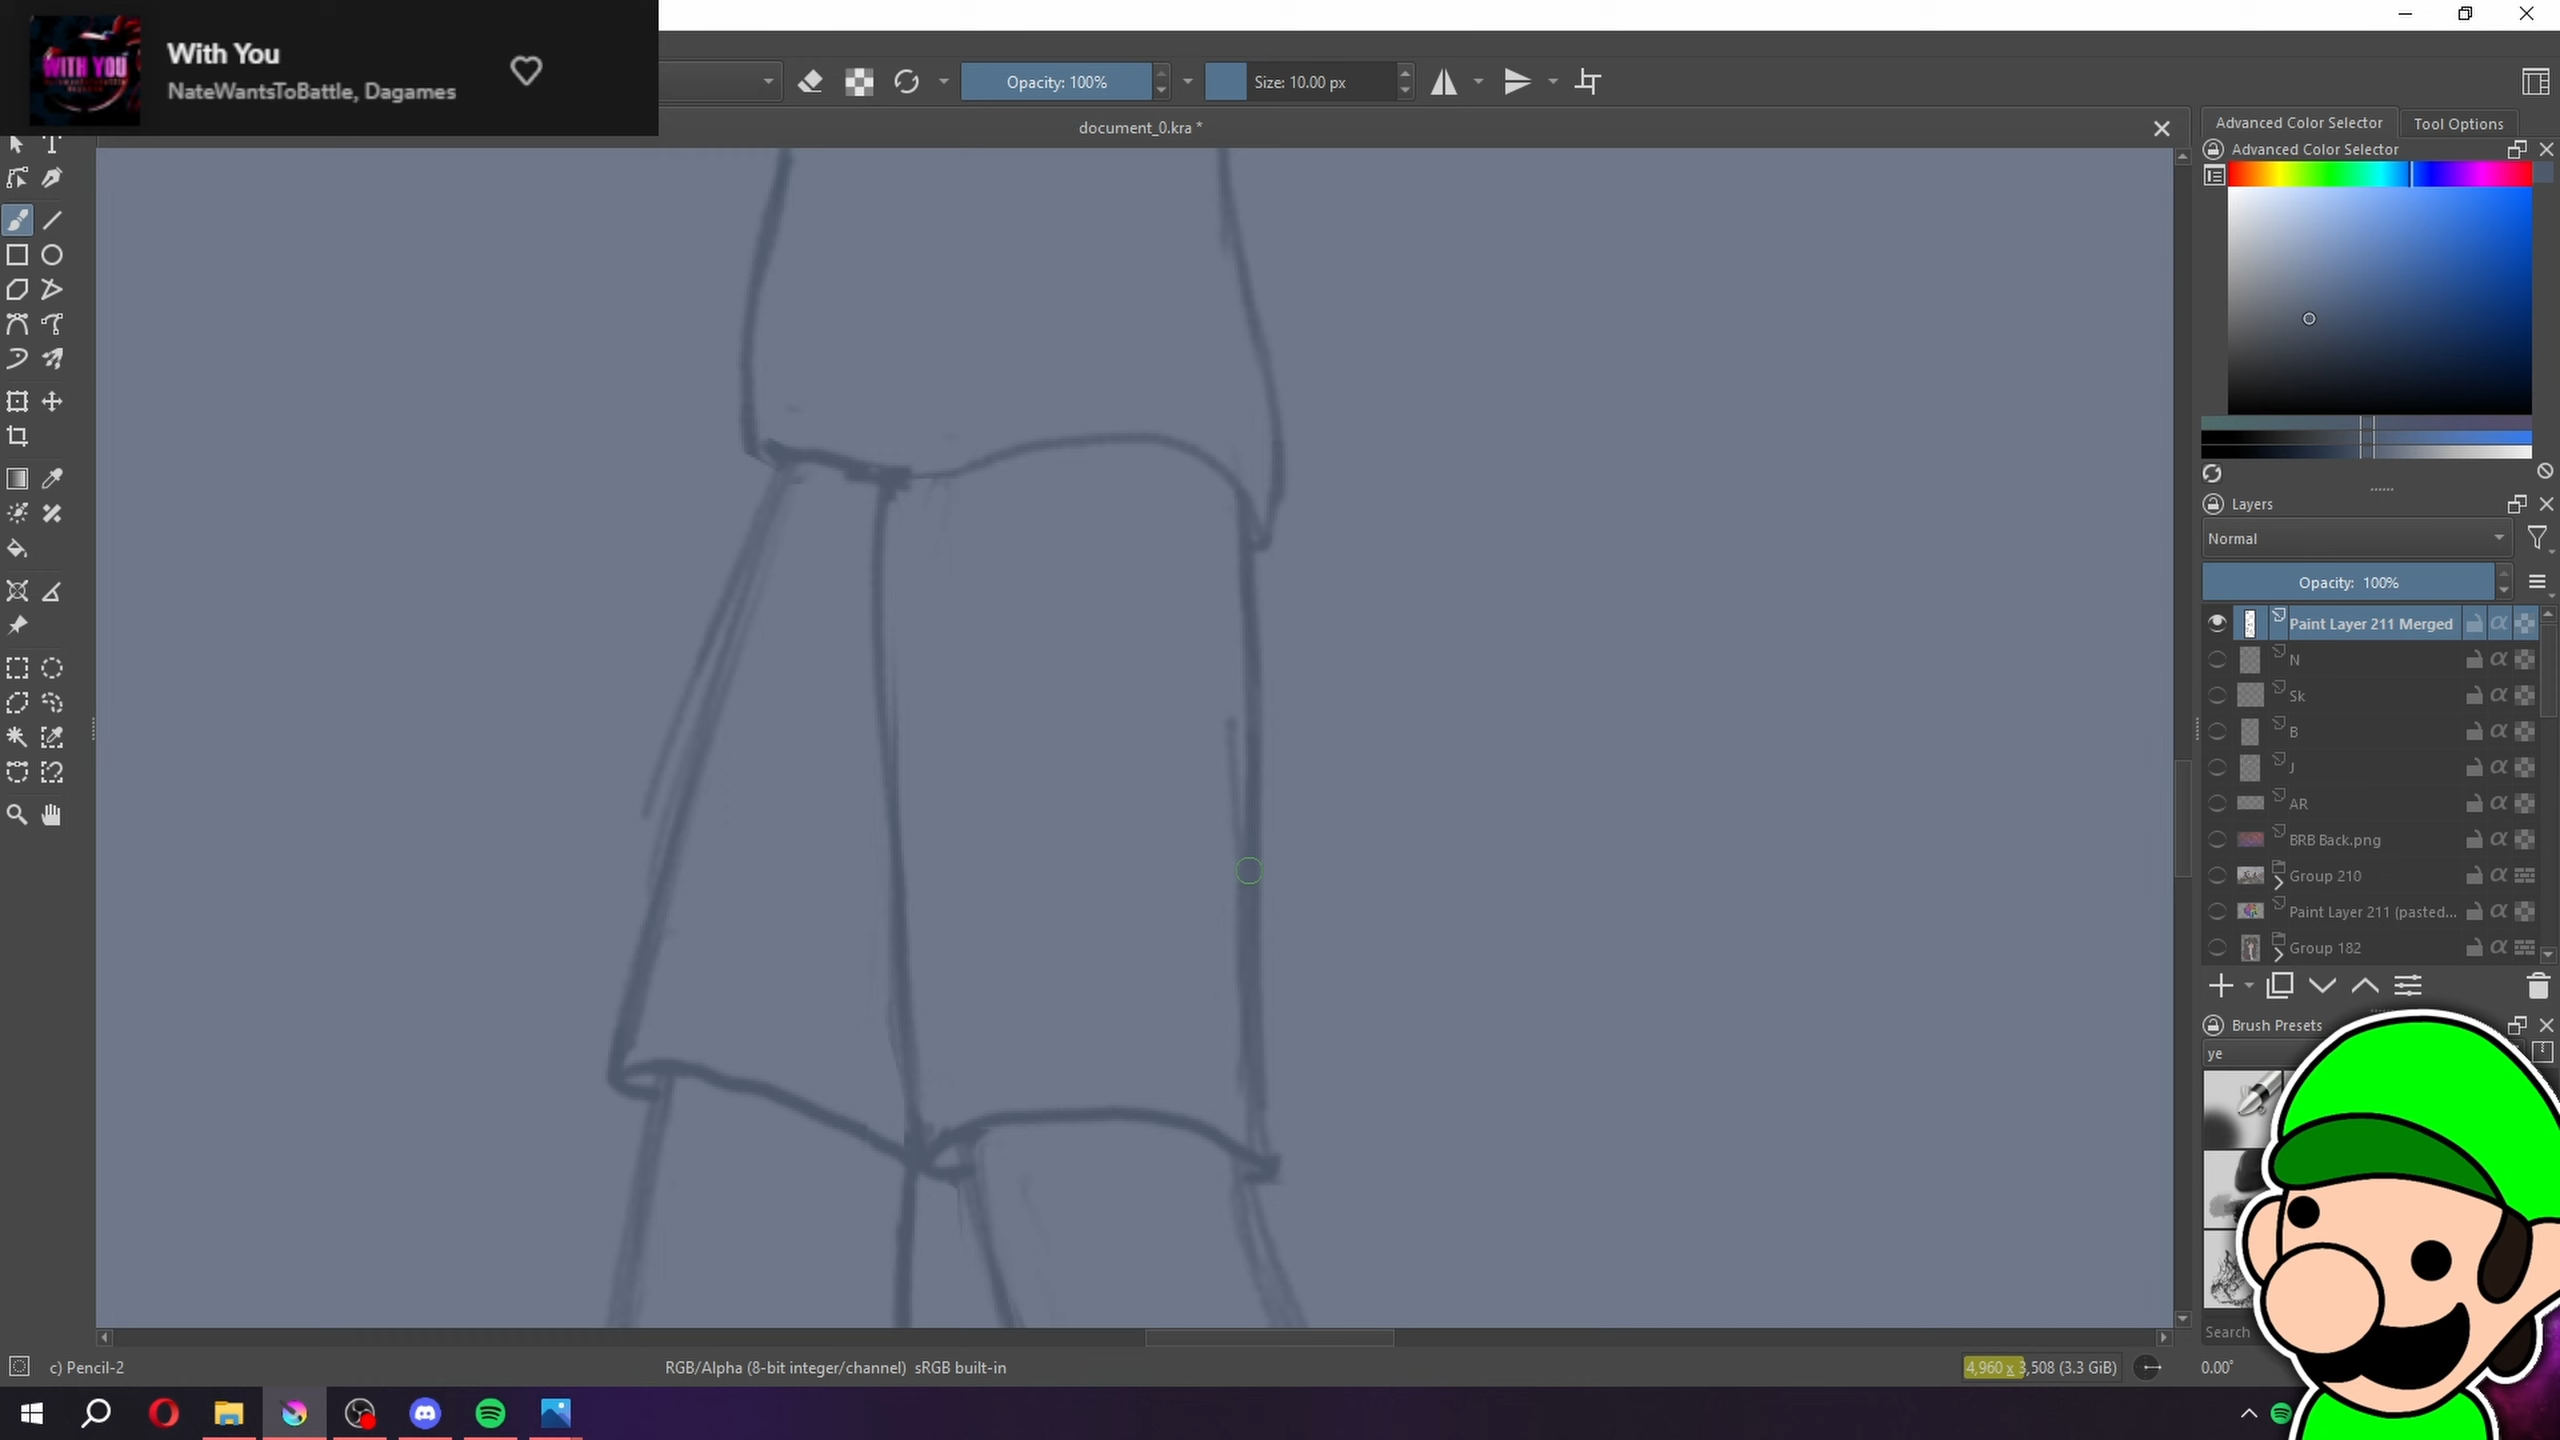 WITH YOU
With You
NateWantsToBattle, Dagames
Opacity: 100%
Size: 10.00 px
document_0.kra *
Advanced Color Selector
Tool Options
Advanced Color Selector
Layers
Normal
Opacity: 100%
Paint Layer 211 Merged
N
Sk
B
J
AR
BRB Back.png
Group 210
Paint Layer 211 (pasted...
Group 182
Brush Presets
ye
Search
c) Pencil-2
RGB/Alpha (8-bit integer/channel) sRGB built-in
4,960 x 3,508 (3.3 GiB)
0.00°